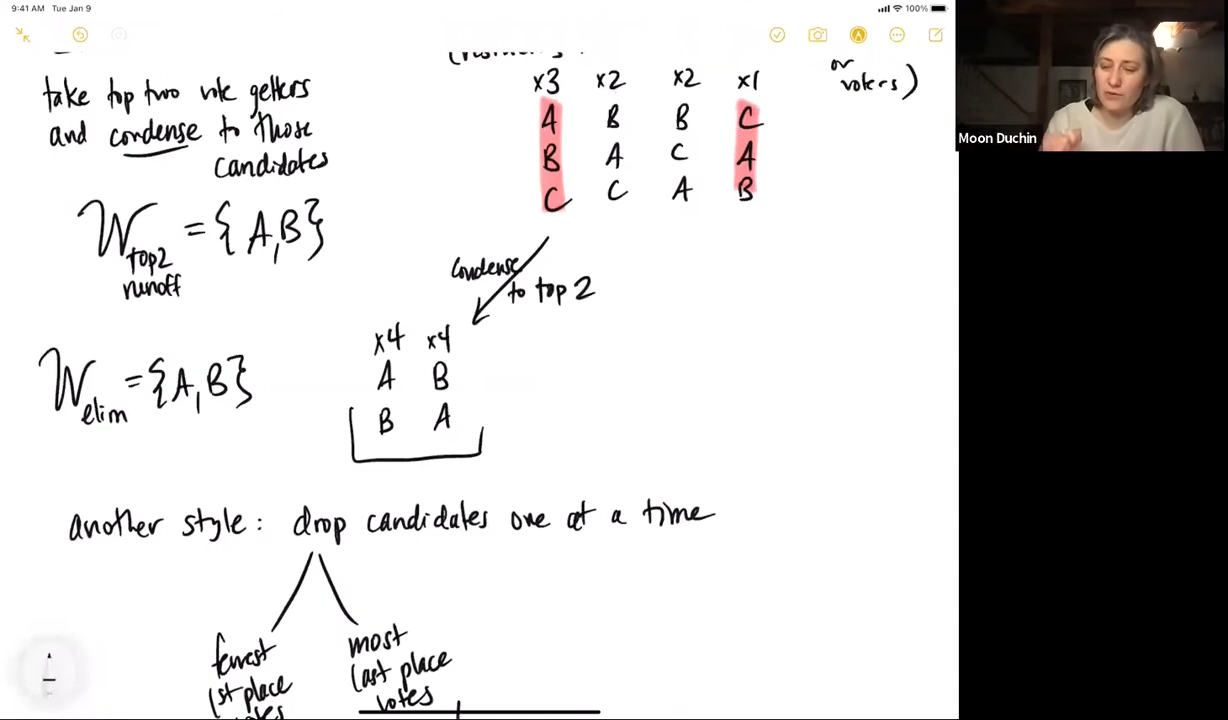 9:41 AM Tue Jan 9
100%
take top two vote getters
and condense to those
candidates
W top2 runoff = {A,B}
W elim = {A,B}
or
voters)
x3 x2 x2 x1
A B B C
B A C A
C C A B
condense
to top 2
x4 x4
A B
B A
another style: drop candidates one at a time
fewest
1st place
votes
most
last place
votes
Moon Duchin